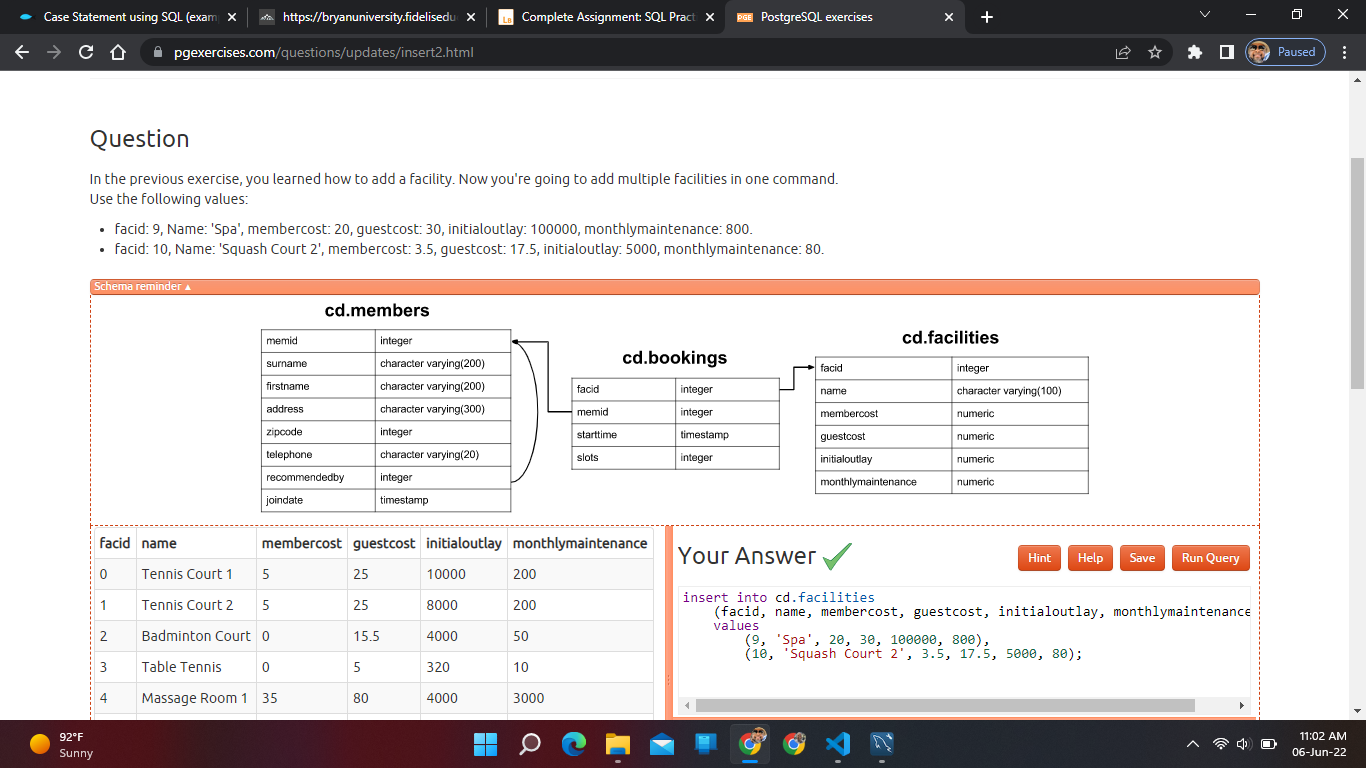 Case Statement using SQL (exam
https://bryanuniversity.fidelisedu
Complete Assignment: SQL Pract
PGE PostgreSQL exercises
pgexercises.com/questions/updates/insert2.html
Paused
Question
In the previous exercise, you learned how to add a facility. Now you're going to add multiple facilities in one command.
Use the following values:
• facid: 9, Name: 'Spa', membercost: 20, guestcost: 30, initialoutlay: 100000, monthlymaintenance: 800.
• facid: 10, Name: 'Squash Court 2', membercost: 3.5, guestcost: 17.5, initialoutlay: 5000, monthlymaintenance: 80.
Schema reminder ▴
cd.members
memid integer
surname character varying(200)
firstname character varying(200)
address character varying(300)
zipcode integer
telephone character varying(20)
recommendedby integer
joindate timestamp
cd.bookings
facid integer
memid integer
starttime timestamp
slots integer
cd.facilities
facid integer
name character varying(100)
membercost numeric
guestcost numeric
initialoutlay numeric
monthlymaintenance numeric
facid name membercost guestcost initialoutlay monthlymaintenance
0 Tennis Court 1 5 25 10000 200
1 Tennis Court 2 5 25 8000 200
2 Badminton Court 0 15.5 4000 50
3 Table Tennis 0 5 320 10
4 Massage Room 1 35 80 4000 3000
Your Answer
Hint Help Save Run Query
insert into cd.facilities
(facid, name, membercost, guestcost, initialoutlay, monthlymaintenance
values
(9, 'Spa', 20, 30, 100000, 800),
(10, 'Squash Court 2', 3.5, 17.5, 5000, 80);
92°F
Sunny
11:02 AM
06-Jun-22